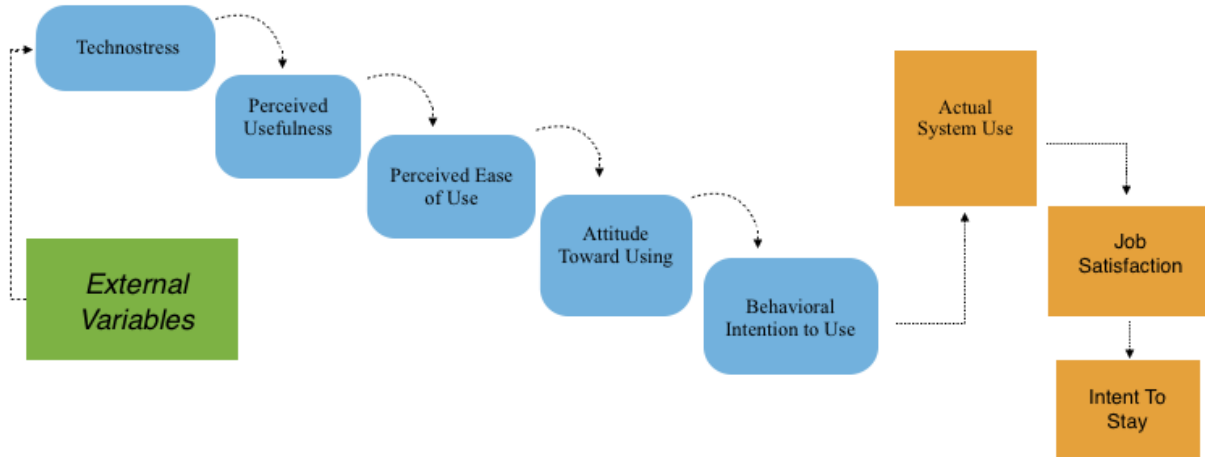 Technostress
Perceived
Usefulness
Perceived Ease
of Use
Attitude
Toward Using
Behavioral
Intention to Use
External
Variables
Actual
System Use
Job
Satisfaction
Intent To
Stay